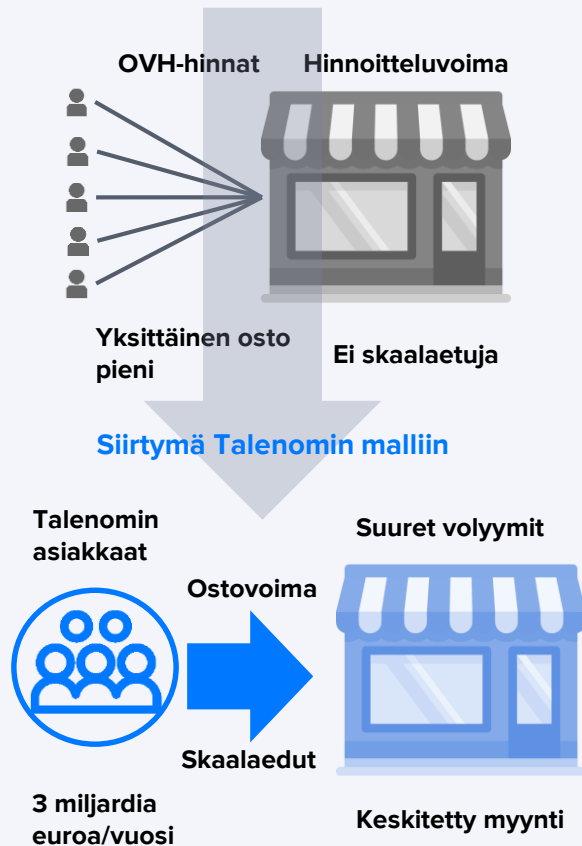 OVH-hinnat
Hinnoitteluvoima
Yksittäinen osto
pieni
Ei skaalaetuja
Siirtymä Talenomin malliin
Talenomin
asiakkaat
Suuret volyymit
Ostovoima
Skaalaedut
3 miljardia
euroa/vuosi
Keskitetty myynti